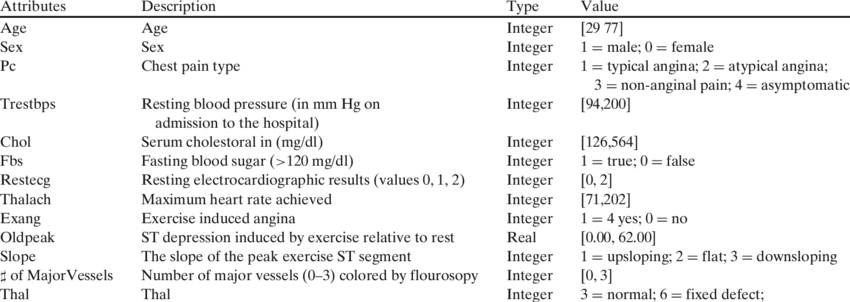 Attributes Description Type Value
Age Age Integer [29 77]
Sex Sex Integer 1 = male; 0 = female
Pc Chest pain type Integer 1 = typical angina; 2 = atypical angina;
3 = non-anginal pain; 4 = asymptomatic
Trestbps Resting blood pressure (in mm Hg on Integer [94,200]
admission to the hospital)
Chol Serum cholestoral in (mg/dl) Integer [126,564]
Fbs Fasting blood sugar (>120 mg/dl) Integer 1 = true; 0 = false
Restecg Resting electrocardiographic results (values 0, 1, 2) Integer [0, 2]
Thalach Maximum heart rate achieved Integer [71,202]
Exang Exercise induced angina Integer 1 = 4 yes; 0 = no
Oldpeak ST depression induced by exercise relative to rest Real [0.00, 62.00]
Slope The slope of the peak exercise ST segment Integer 1 = upsloping; 2 = flat; 3 = downsloping
♯ of MajorVessels Number of major vessels (0–3) colored by flourosopy Integer [0, 3]
Thal Thal Integer 3 = normal; 6 = fixed defect;